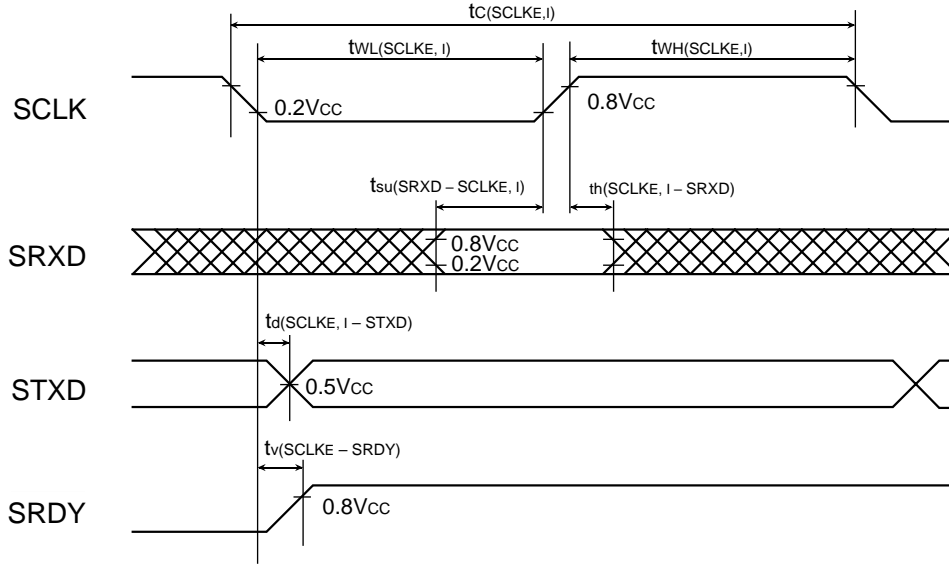 tC(SCLKE,I)
tWL(SCLKE, I)
tWH(SCLKE,I)
SCLK
0.2VCC
0.8VCC
tsu(SRXD – SCLKE, I)
th(SCLKE, I – SRXD)
SRXD
0.8VCC
0.2VCC
td(SCLKE, I – STXD)
STXD
0.5VCC
tv(SCLKE – SRDY)
SRDY
0.8VCC